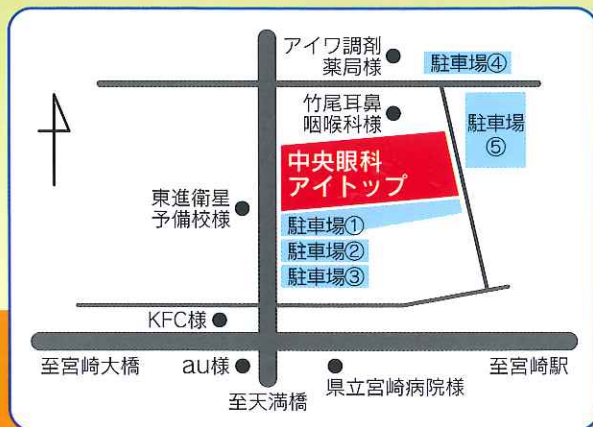 アイワ調剤
薬局様
駐車場④
竹尾耳鼻
咽喉科様
駐車場
⑤
中央眼科
アイトップ
東進衛星
予備校様
駐車場①
駐車場②
駐車場③
KFC様
至宮崎大橋
au様
県立宮崎病院様
至宮崎駅
至天満橋